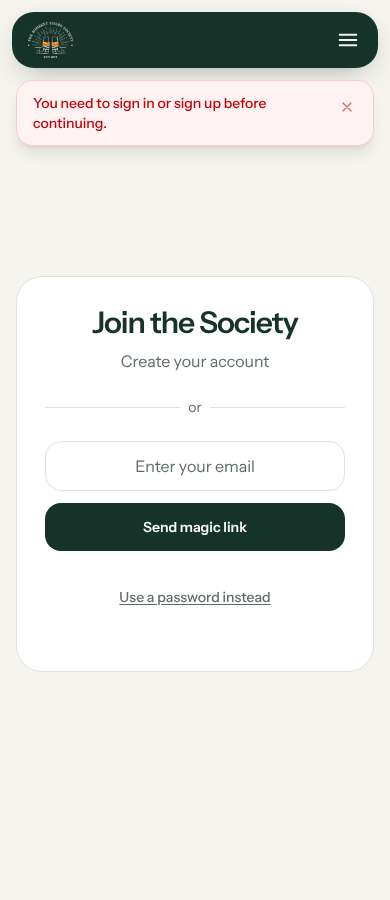 You need to sign in or sign up before
continuing.
Join the Society
Create your account
or
Enter your email
Send magic link
Use a password instead